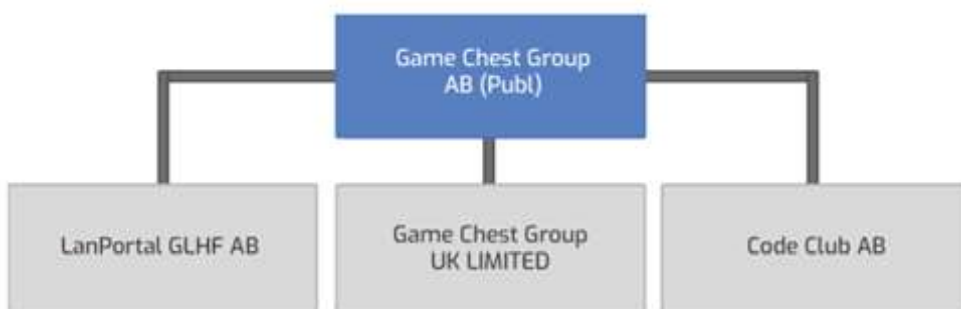 Game Chest Group
AB (Publ)
LanPortal GLHF AB
Game Chest Group
UK LIMITED
Code Club AB